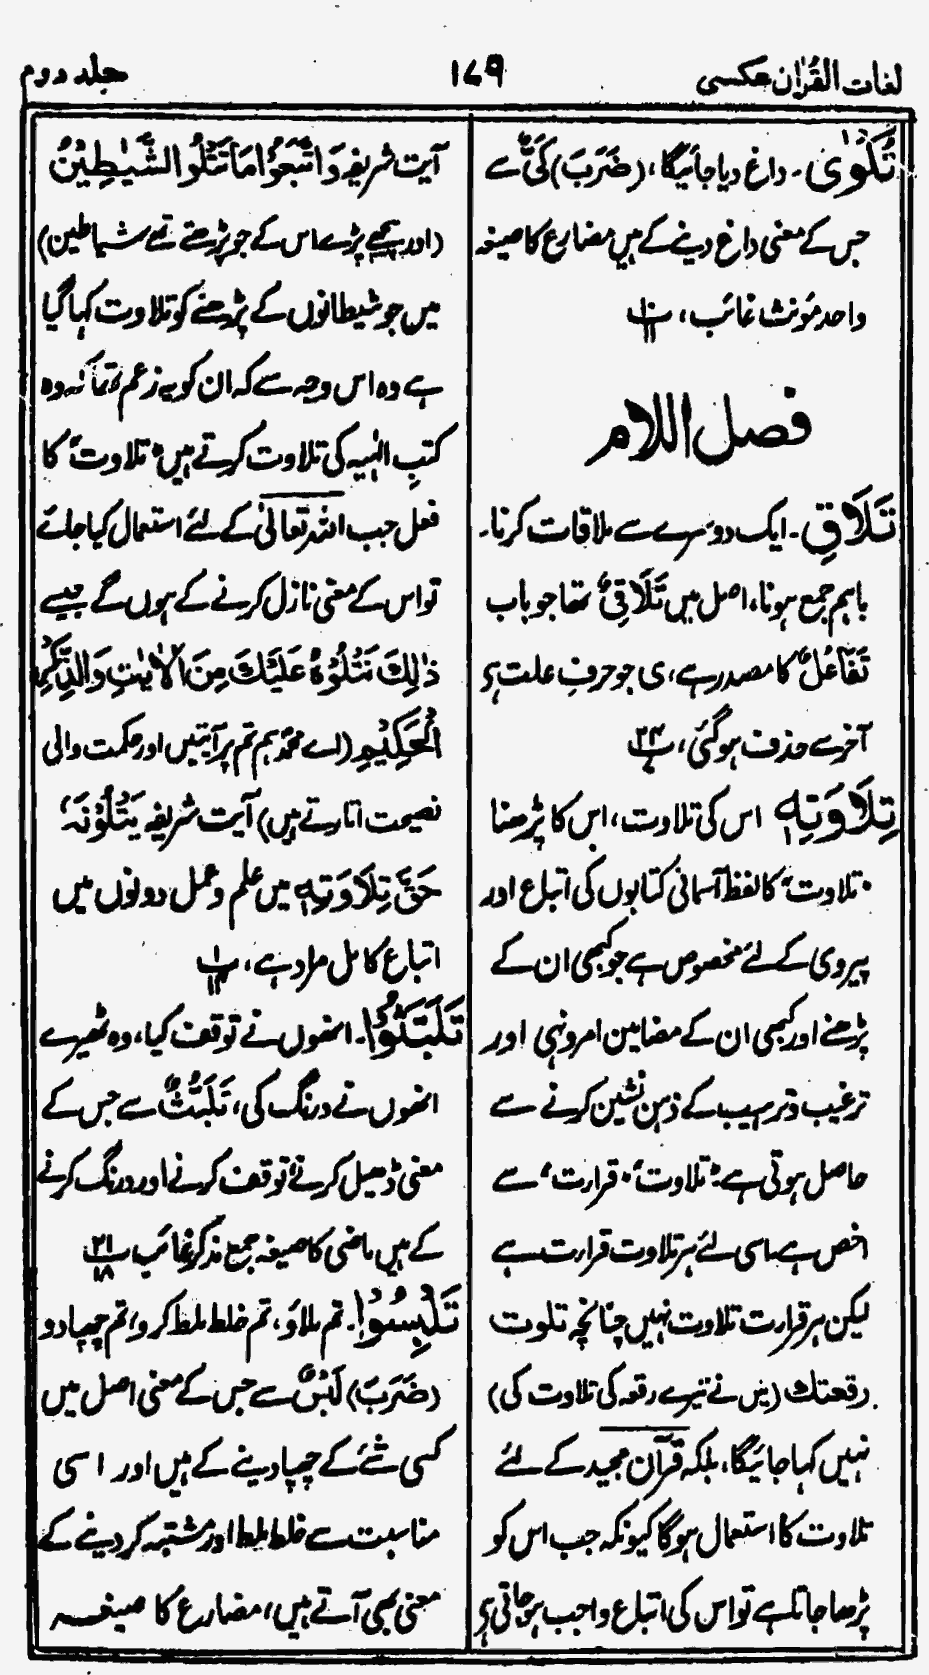 لغات القرآن عکسی
۱۷۹
جلد دوم
تُكْوٰى۔ داغ دیا جائیگا، (ضَرَبَ) كَیٌّ سے
جس کے معنی داغ دینے کے ہیں مضارع کا صیغہ
واحد مؤنث غائب،
فصل اللام
تَلَاقِ۔ ایک دوسرے سے ملاقات کرنا۔
باہم جمع ہونا، اصل میں تَلَاقِیٌ تھا جو باب
تَفَاعُلٌ کا مصدر ہے، ی جو حرفِ علت ہی
آخر سے حذف ہوگئی،
تِلَاوَتِهٖ اس کی تلاوت، اس کا پڑھنا
"تلاوت" کا لفظ آسمانی کتابوں کی اتباع اور
پیروی کے لئے مخصوص ہے جو کبھی ان کے
پڑھنے اور کبھی ان کے مضامین امر و نہی اور
ترغیب و ترہیب کے ذہن نشین کرنے سے
حاصل ہوتی ہے "تلاوت" "قرارت" سے
اخص ہے اسی لئے ہر تلاوت قرارت ہے
لیکن ہر قرارت تلاوت نہیں چنانچہ تلوت
رقعتك (میں نے تیرے رقعہ کی تلاوت کی)
نہیں کہا جائیگا، بلکہ قرآن مجید کے لئے
تلاوت کا استعمال ہوگا کیونکہ جب اس کو
پڑھا جاتا ہے تو اس کی اتباع واجب ہوجاتی ہی
آیت شریفہ وَاتَّبَعُوْا مَا تَتْلُوا الشَّيٰطِيْنُ
(اور پیچھے پڑے اس کے جو پڑھتے تھے شیاطین)
میں جو شیطانوں کے پڑھنے کو تلاوت کہا گیا
ہے وہ اس وجہ سے کہ ان کو یہ زعم تھا کہ وہ
کتبِ الٰہیہ کی تلاوت کرتے ہیں "تلاوت" کا
فعل جب اللہ تعالیٰ کے لئے استعمال کیا جائے
تو اس کے معنی نازل کرنے کے ہوں گے جیسے
ذٰلِكَ نَتْلُوْهُ عَلَيْكَ مِنَ الْاٰيٰتِ وَالذِّكْرِ
الْحَكِيْمِ (اے محمد ہم تم پر آیتیں اور حکمت والی
نصیحت اتارتے ہیں) آیت شریفہ يَتْلُوْنَهٗ
حَقَّ تِلَاوَتِهٖ میں علم و عمل دونوں میں
اتباع کامل مراد ہے،
تَلَبَّثُوْا۔ انھوں نے توقف کیا، وہ ٹھیرے
انھوں نے درنگ کی، تَلَبُّثٌ سے جس کے
معنی ڈھیل کرنے، توقف کرنے اور درنگ کرنے
کے ہیں ماضی کا صیغہ جمع مذکر غائب
تَلْبِسُوْا۔ تم ملاؤ، تم خلط ملط کرو، تم چھپا دو
(ضَرَبَ) لَبْسٌ سے جس کے معنی اصل میں
کسی شئے کے چھپا دینے کے ہیں اور اسی
مناسبت سے خلط ملط اور مشتبہ کردینے کے
معنی بھی آتے ہیں، مضارع کا صیغہ